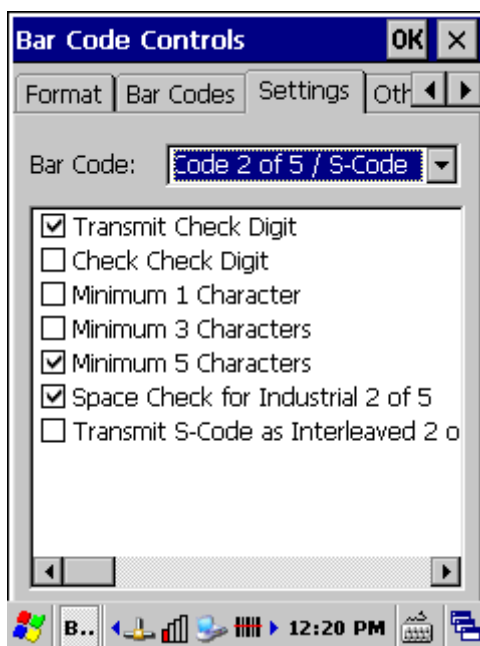 Bar Code Controls OK
Format Bar Codes Settings Oth
Bar Code: Code 2 of 5 / S-Code
Transmit Check Digit
Check Check Digit
Minimum 1 Character
Minimum 3 Characters
Minimum 5 Characters
Space Check for Industrial 2 of 5
Transmit S-Code as Interleaved 2 o
B.. 12:20 PM